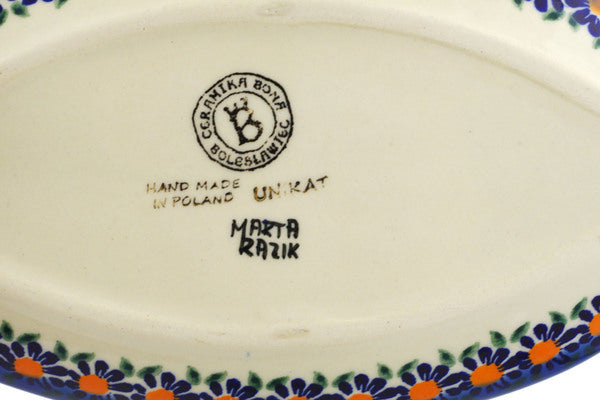 CERAMIKA BONA
B
BOLESŁAWIEC
HAND MADE
IN POLAND
UNIKAT
MARTA
RAZIK